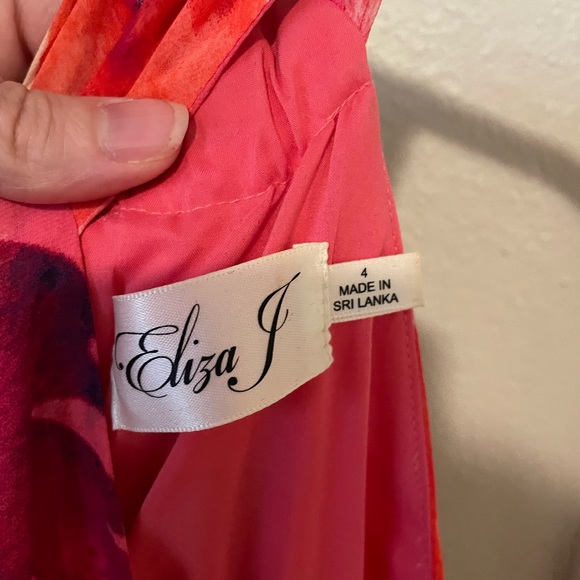 Eliza J
4
MADE IN
SRI LANKA